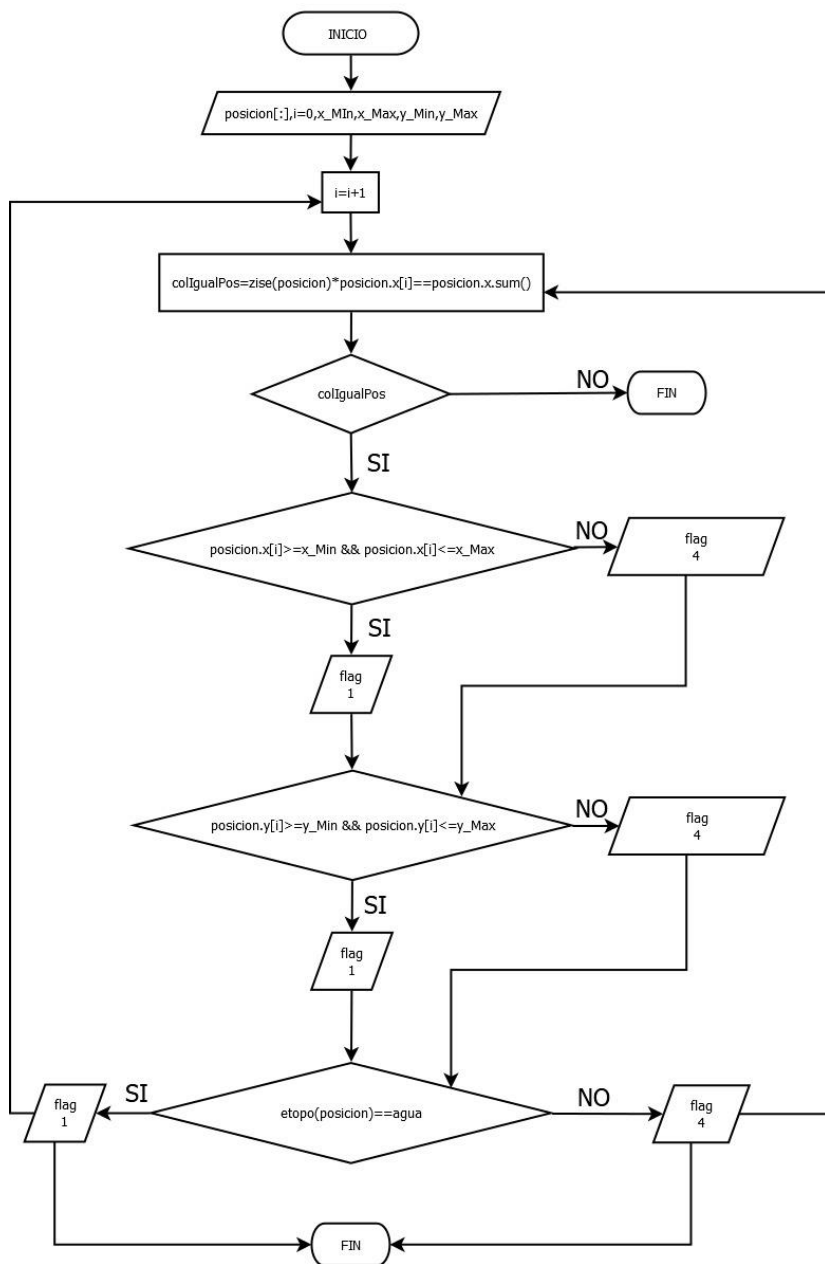 INICIO
posicion[:],i=0,x_MIn,x_Max,y_Min,y_Max
i=i+1
colIgualPos=zise(posicion)*posicion.x[i]==posicion.x.sum()
colIgualPos
NO
FIN
SI
posicion.x[i]>=x_Min && posicion.x[i]<=x_Max
NO
flag
4
SI
flag
1
posicion.y[i]>=y_Min && posicion.y[i]<=y_Max
NO
flag
4
SI
flag
1
flag
1
SI
etopo(posicion)==agua
NO
flag
4
FIN